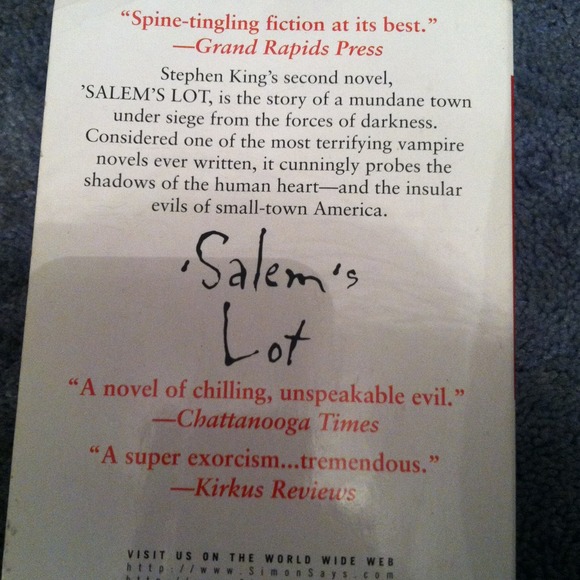 “Spine-tingling fiction at its best.”
—Grand Rapids Press
Stephen King’s second novel,
’SALEM’S LOT, is the story of a mundane town
under siege from the forces of darkness.
Considered one of the most terrifying vampire
novels ever written, it cunningly probes the
shadows of the human heart—and the insular
evils of small-town America.
’Salem’s
Lot
“A novel of chilling, unspeakable evil.”
—Chattanooga Times
“A super exorcism...tremendous.”
—Kirkus Reviews
VISIT US ON THE WORLD WIDE WEB
http://www.SimonSays.com